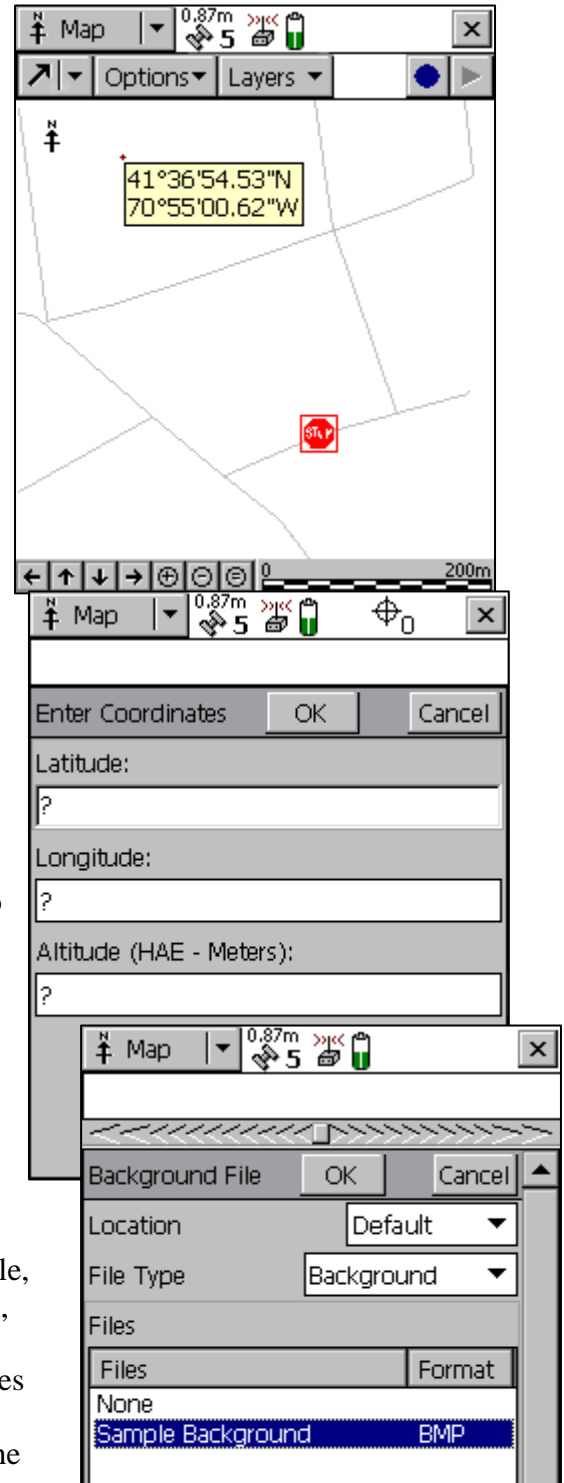 Map 0.87m 5
Options Layers
N
41°36'54.53"N
70°55'00.62"W
STOP
0 200m
Map 0.87m 5 0
Enter Coordinates OK Cancel
Latitude:
?
Longitude:
?
Altitude (HAE - Meters):
?
Map 0.87m 5
Background File OK Cancel
Location Default
File Type Background
Files
Files Format
None
Sample Background BMP